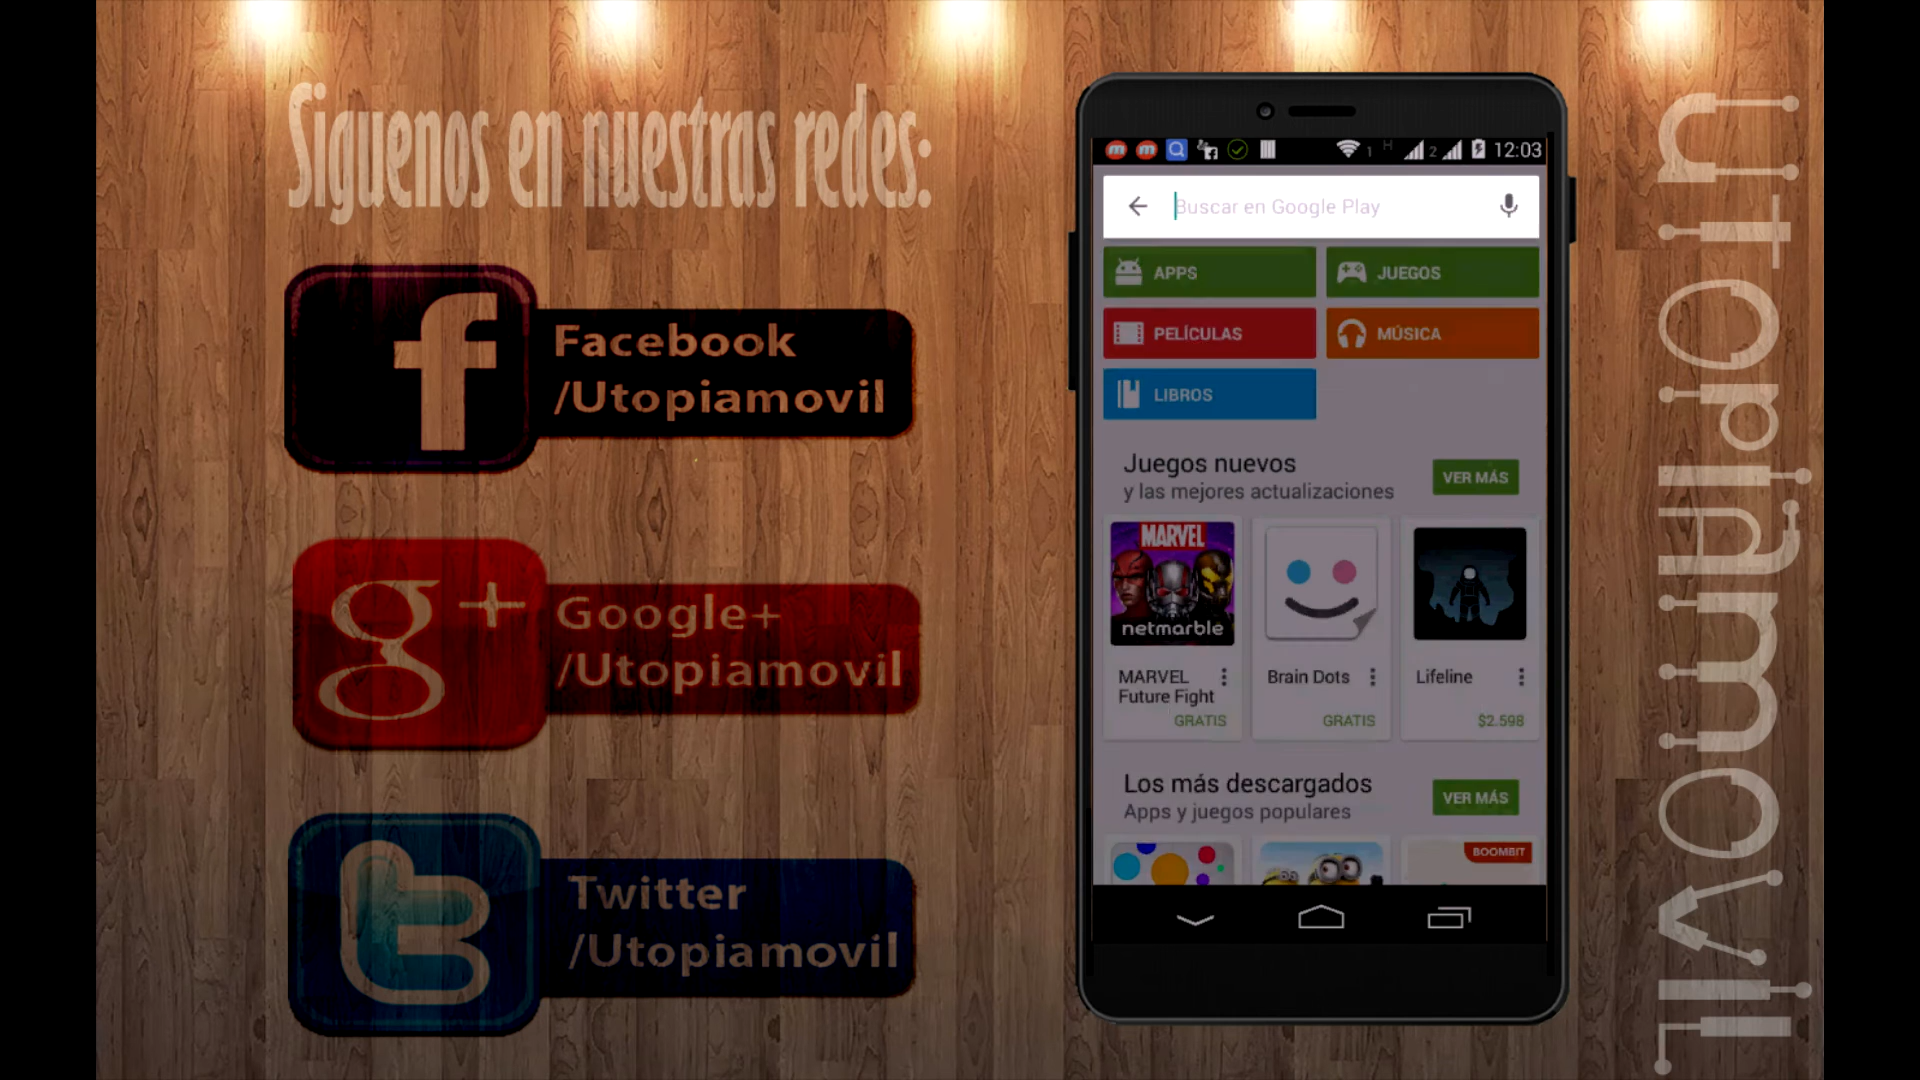 Siguenos en nuestras redes:
Facebook
/Utopiamovil
g+
Google+
/Utopiamovil
Twitter
/Utopiamovil
1 H 2 12:03
Buscar en Google Play
APPS
JUEGOS
PELÍCULAS
MÚSICA
LIBROS
Juegos nuevos
y las mejores actualizaciones
VER MÁS
MARVEL
netmarble
MARVEL
Future Fight
GRATIS
Brain Dots
GRATIS
Lifeline
$2.598
Los más descargados
Apps y juegos populares
VER MÁS
BOOMBIT
UTOPIAMOVIL